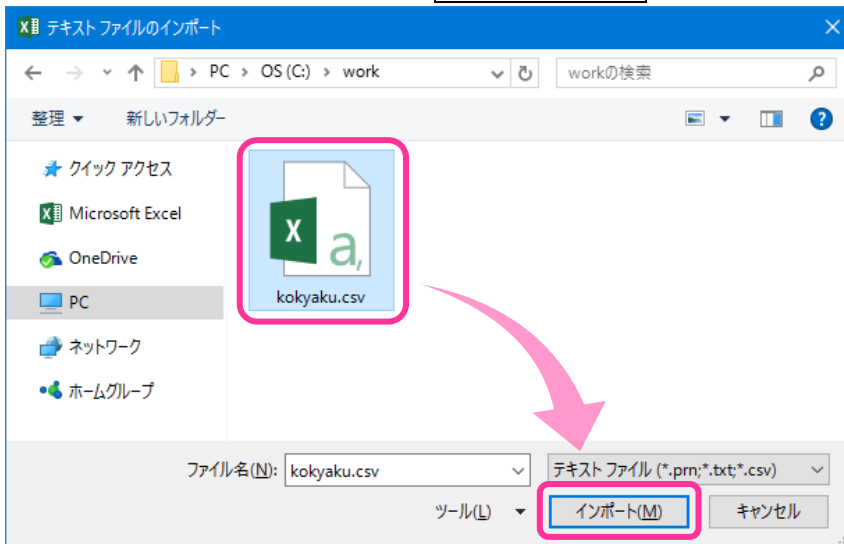 テキスト ファイルのインポート
PC › OS (C:) › work
workの検索
整理
新しいフォルダー
クイック アクセス
Microsoft Excel
OneDrive
PC
ネットワーク
ホームグループ
X a,
kokyaku.csv
ファイル名(N): kokyaku.csv
テキスト ファイル (*.prn;*.txt;*.csv)
ツール(L)
インポート(M)
キャンセル